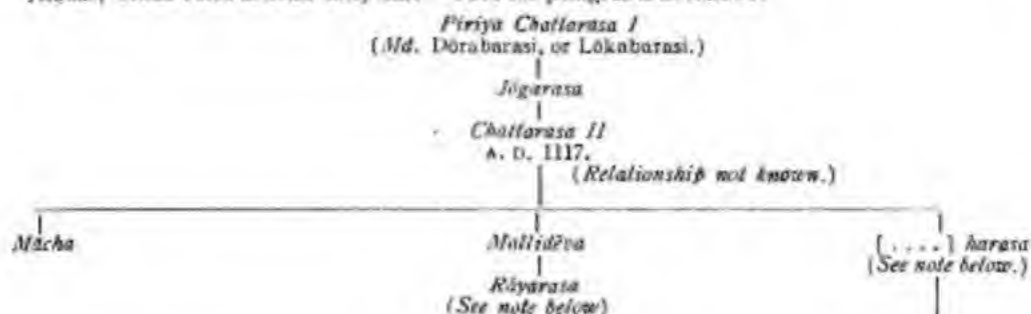 Piriya Chattarasa I
(Md. Dōrabarasi, or Lōkabarasi.)
Jōgarasa
Chattarasa II
A. D. 1117.
(Relationship not known.)
Mācha Mallidēva [ . . . . ] harasa
(See note below.)
Rāyarasa
(See note below)